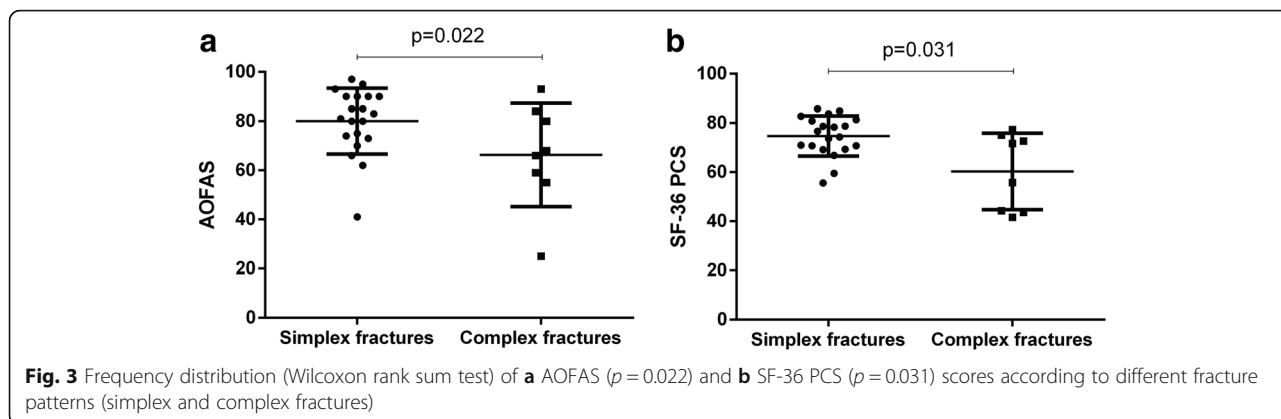 a
p=0.022
AOFAS
100
80
60
40
20
0
Simplex fractures
Complex fractures
b
p=0.031
SF-36 PCS
100
80
60
40
20
0
Simplex fractures
Complex fractures
Fig. 3 Frequency distribution (Wilcoxon rank sum test) of a AOFAS (p = 0.022) and b SF-36 PCS (p = 0.031) scores according to different fracture
patterns (simplex and complex fractures)